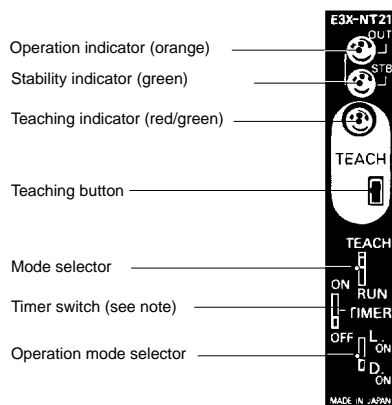 E3X-NT21
OUT
Operation indicator (orange)
STB
Stability indicator (green)
Teaching indicator (red/green)
TEACH
Teaching button
TEACH
Mode selector
RUN
ON
Timer switch (see note)
TIMER
OFF
L.
ON
Operation mode selector
D.
ON
MADE IN JAPAN